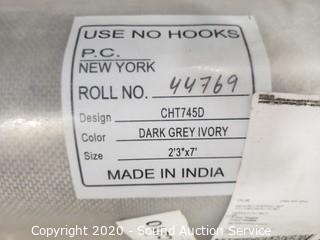 USE NO HOOKS
P.C.
NEW YORK
ROLL NO. 44769
Design CHT745D
Color DARK GREY IVORY
Size 2'3"x7'
MADE IN INDIA
Copyright © 2020 - Sound Auction Service